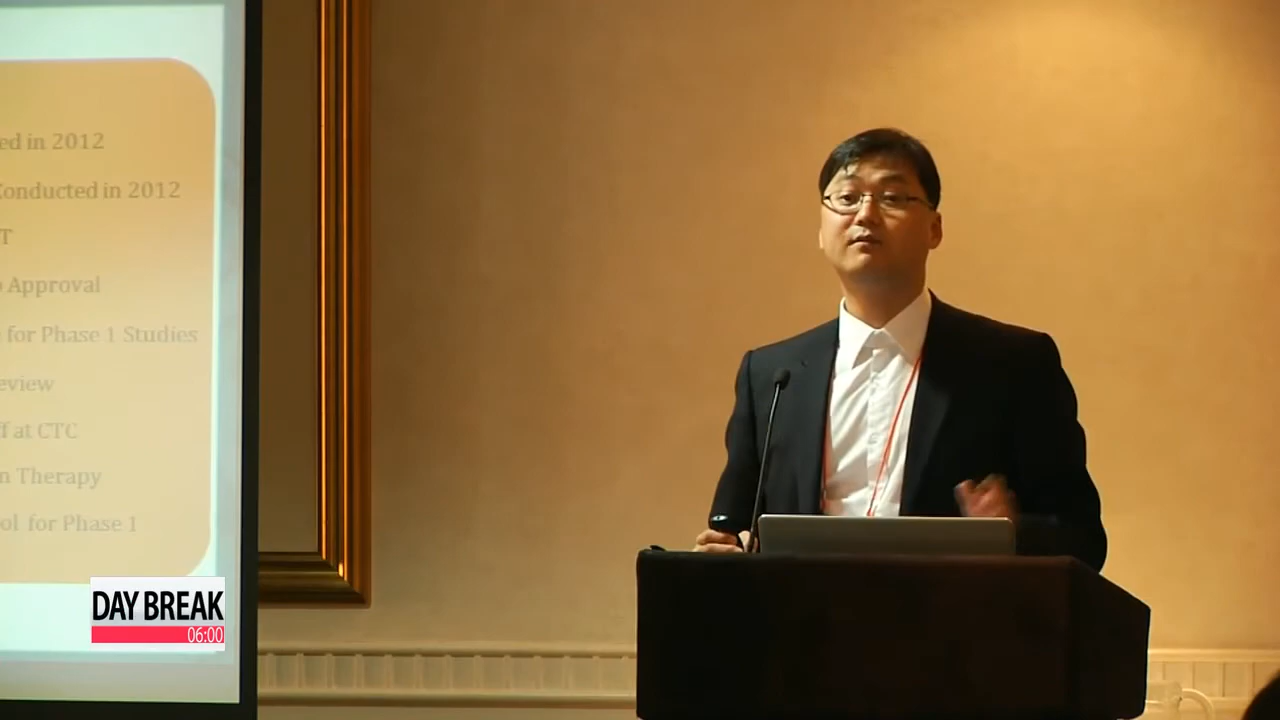 ed in 2012
Conducted in 2012
T
Approval
for Phase 1 Studies
eview
ff at CTC
n Therapy
ol for Phase 1
DAY BREAK
06:00